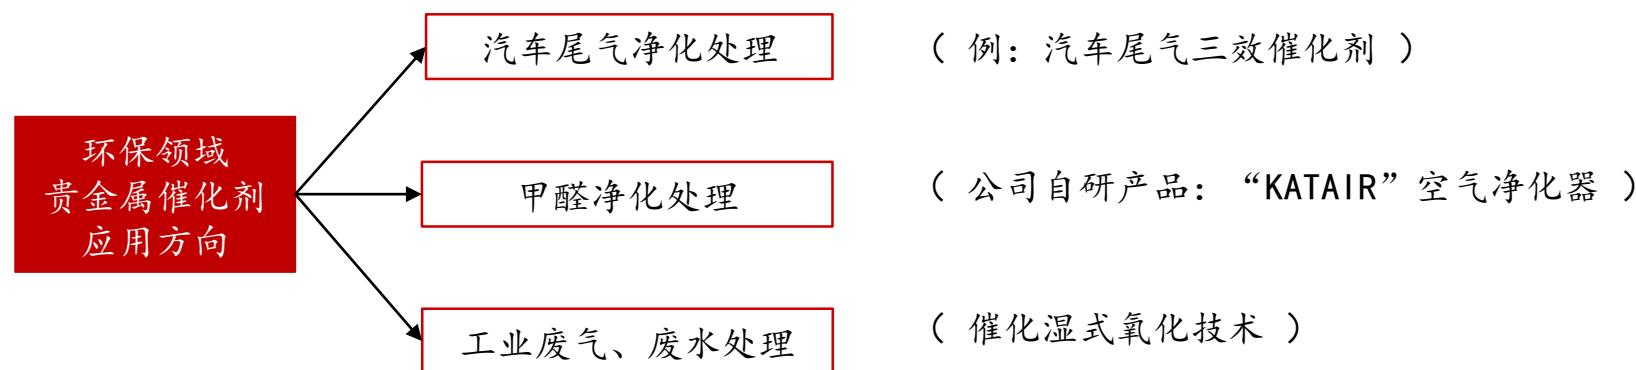 汽车尾气净化处理
（ 例：汽车尾气三效催化剂 ）
环保领域
贵金属催化剂
应用方向
甲醛净化处理
（ 公司自研产品：“KATAIR”空气净化器 ）
工业废气、废水处理
（ 催化湿式氧化技术 ）